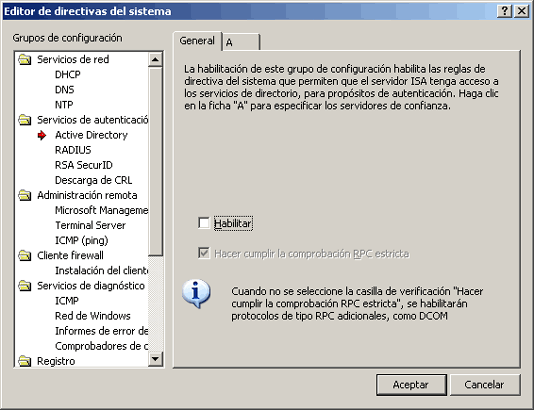 Editor de directivas del sistema
Grupos de configuración
Servicios de red
DHCP
DNS
NTP
Servicios de autenticació
Active Directory
RADIUS
RSA SecurID
Descarga de CRL
Administración remota
Microsoft Manageme
Terminal Server
ICMP (ping)
Cliente firewall
Instalación del cliente
Servicios de diagnóstico
ICMP
Red de Windows
Informes de error de
Comprobadores de c
Registro
General
A
La habilitación de este grupo de configuración habilita las reglas de
directiva del sistema que permiten que el servidor ISA tenga acceso a
los servicios de directorio, para propósitos de autenticación. Haga clic
en la ficha "A" para especificar los servidores de confianza.
Habilitar
Hacer cumplir la comprobación RPC estricta
Cuando no se seleccione la casilla de verificación "Hacer
cumplir la comprobación RPC estricta", se habilitarán
protocolos de tipo RPC adicionales, como DCOM
Aceptar
Cancelar